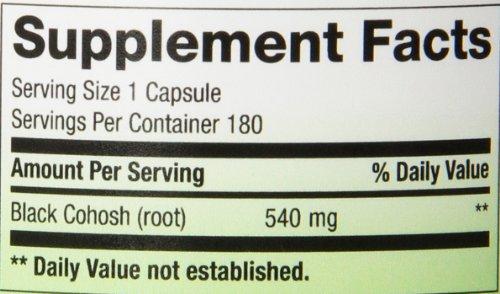 Supplement Facts
Serving Size 1 Capsule
Servings Per Container 180
Amount Per Serving % Daily Value
Black Cohosh (root) 540 mg **
** Daily Value not established.